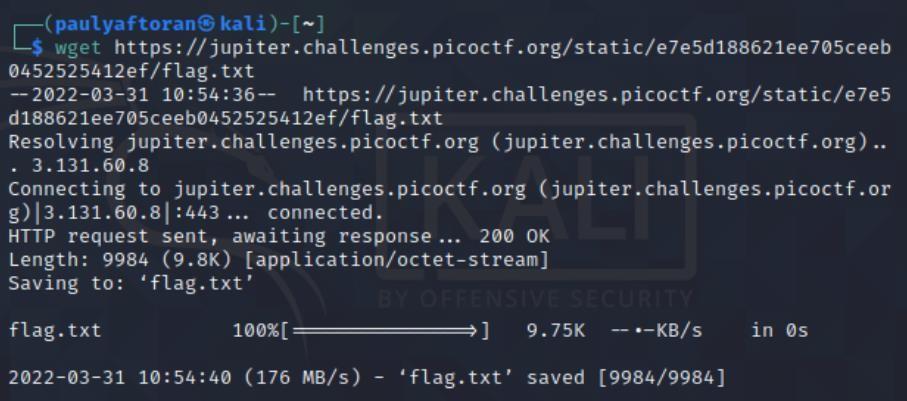 ┌──(paulyaftoran㉿kali)-[~]
└─$ wget https://jupiter.challenges.picoctf.org/static/e7e5d188621ee705ceeb
0452525412ef/flag.txt
--2022-03-31 10:54:36--  https://jupiter.challenges.picoctf.org/static/e7e5
d188621ee705ceeb0452525412ef/flag.txt
Resolving jupiter.challenges.picoctf.org (jupiter.challenges.picoctf.org)..
. 3.131.60.8
Connecting to jupiter.challenges.picoctf.org (jupiter.challenges.picoctf.or
g)|3.131.60.8|:443... connected.
HTTP request sent, awaiting response... 200 OK
Length: 9984 (9.8K) [application/octet-stream]
Saving to: ‘flag.txt’
KALI
BY OFFENSIVE SECURITY
flag.txt            100%[===================>]   9.75K  --.-KB/s    in 0s
2022-03-31 10:54:40 (176 MB/s) - ‘flag.txt’ saved [9984/9984]